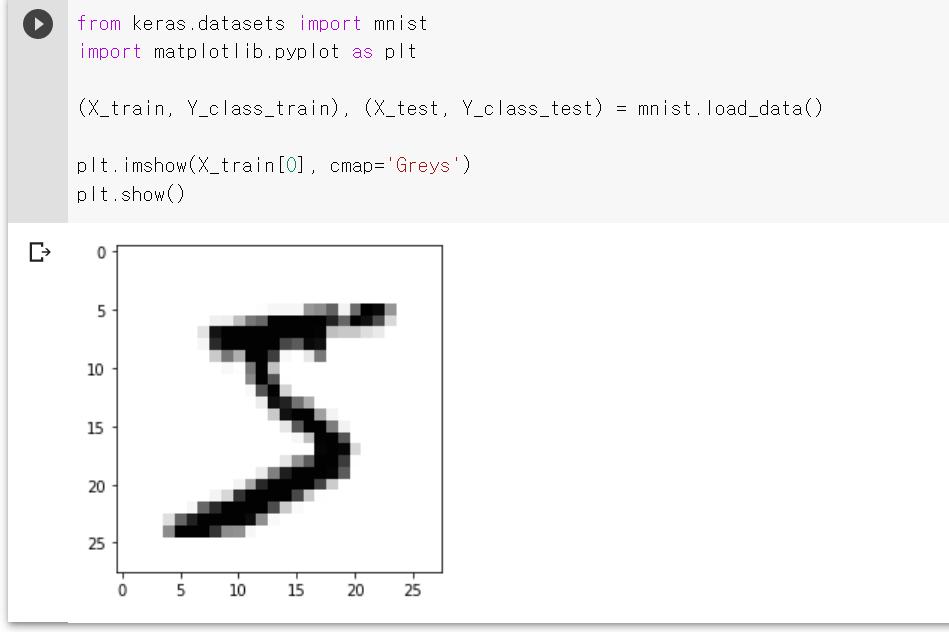 from keras.datasets import mnist
import matplotlib.pyplot as plt
(X_train, Y_class_train), (X_test, Y_class_test) = mnist.load_data()
plt.imshow(X_train[0], cmap='Greys')
plt.show()
0
5
10
15
20
25
0 5 10 15 20 25